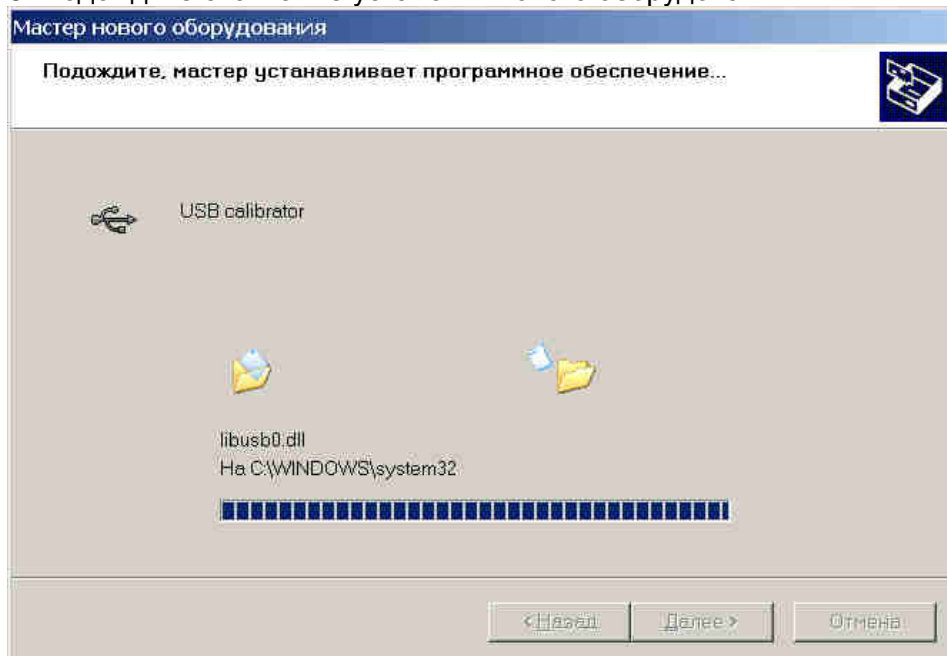 Мастер нового оборудования
Подождите, мастер устанавливает программное обеспечение...
USB calibrator
libusb0.dll
На C:\WINDOWS\system32
<Назад
Далее >
Отмена